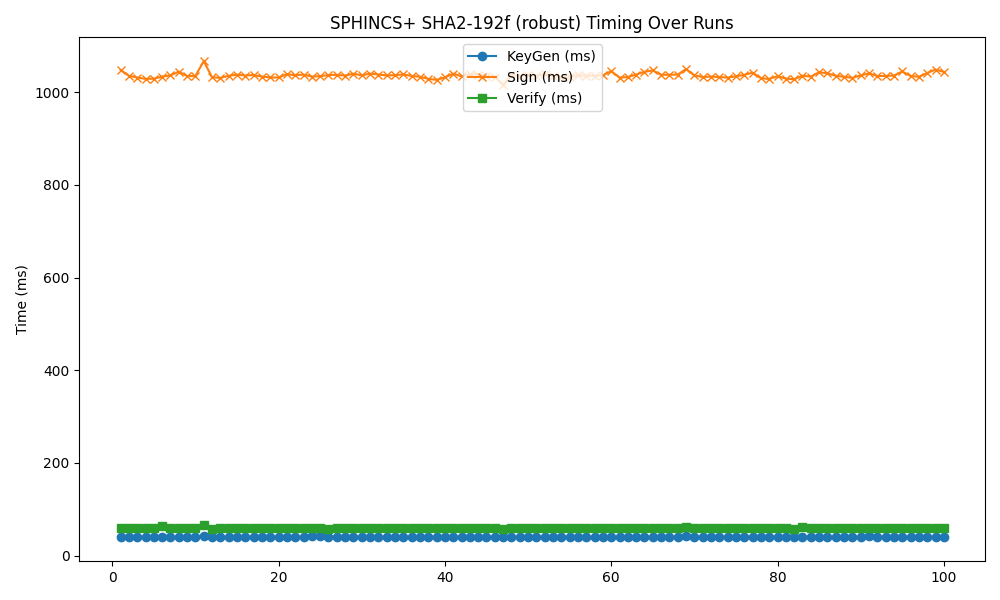 SPHINCS+ SHA2-192f (robust) Timing Over Runs
KeyGen (ms)
Sign (ms)
Verify (ms)
Time (ms)
1000
800
600
400
200
0
0 20 40 60 80 100